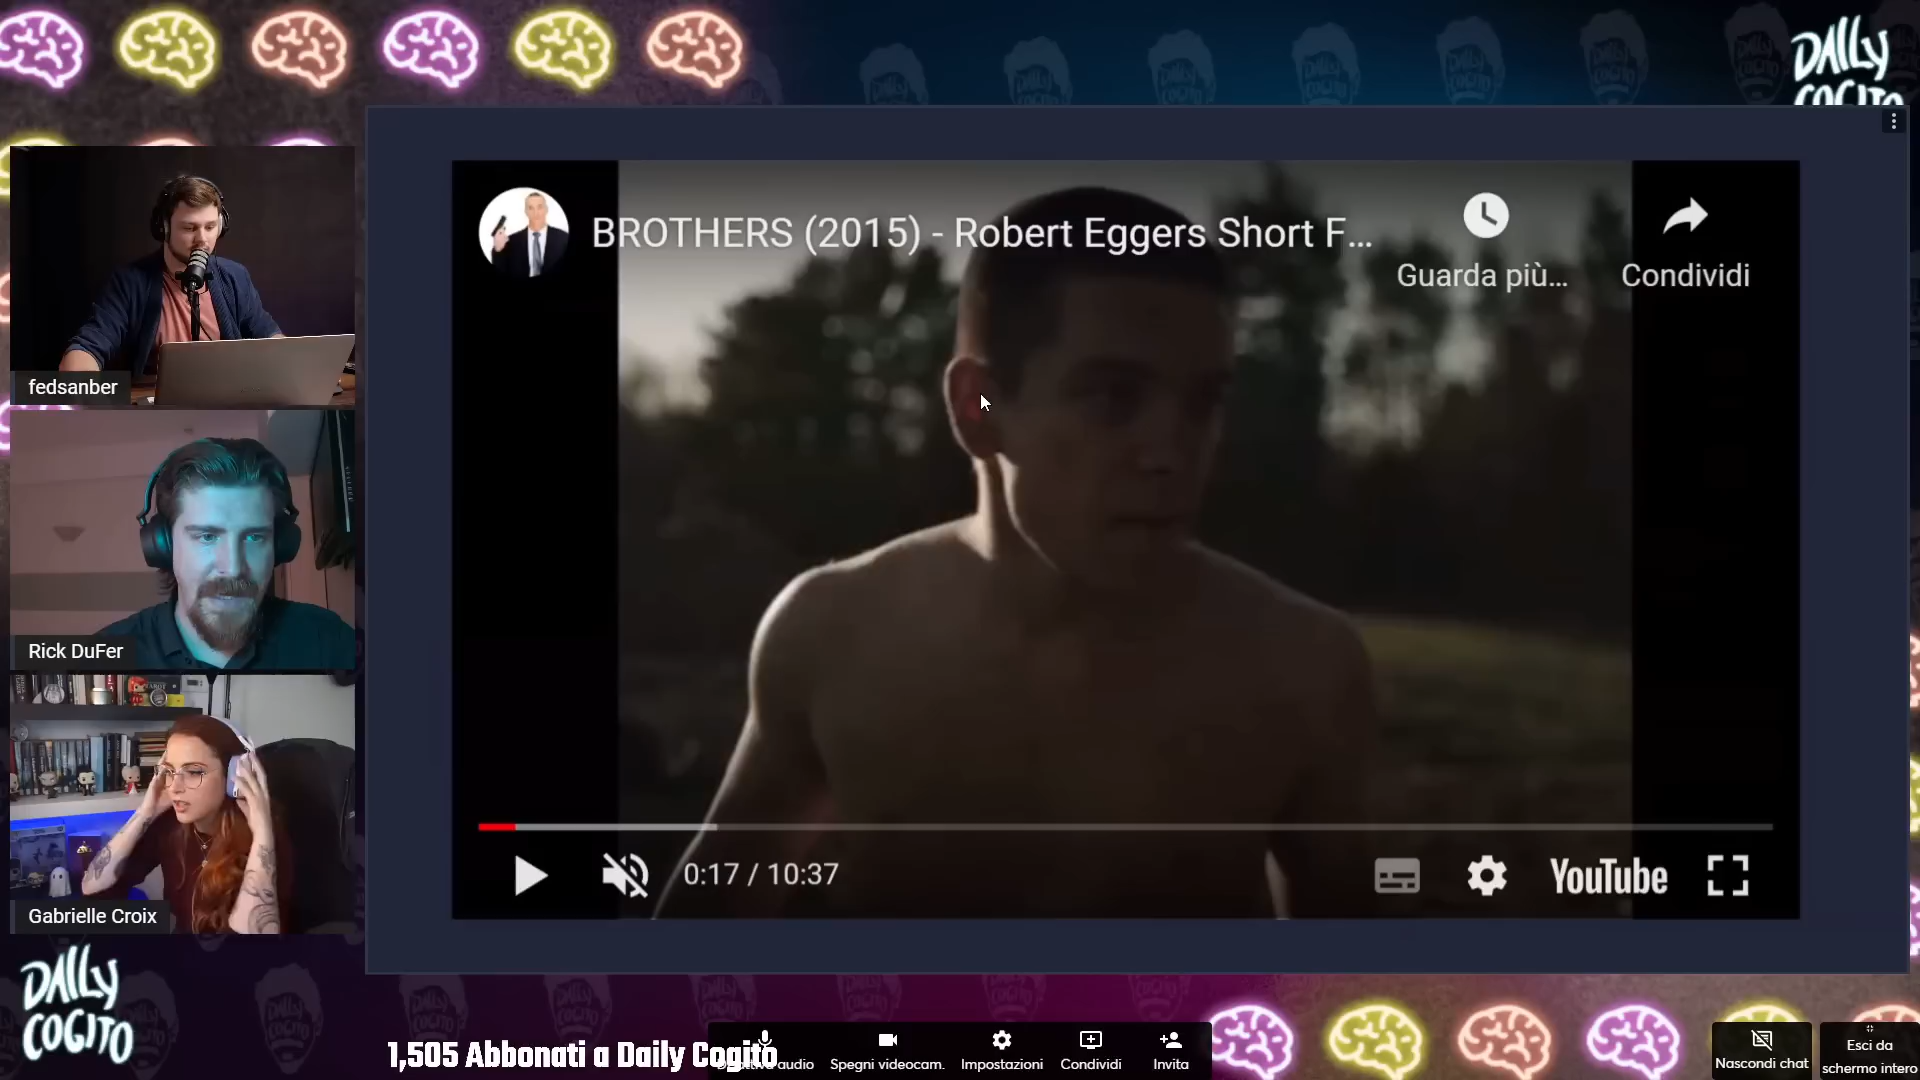 DAILY
COGITO
BROTHERS (2015) - Robert Eggers Short F...
Guarda più...
Condividi
fedsanber
Rick DuFer
Gabrielle Croix
0:17 / 10:37
YouTube
DAILY
COGITO
1,505 Abbonati a Daily Cogito
audio
Spegni videocam.
Impostazioni
Condividi
Invita
Nascondi chat
Esci da
schermo intero